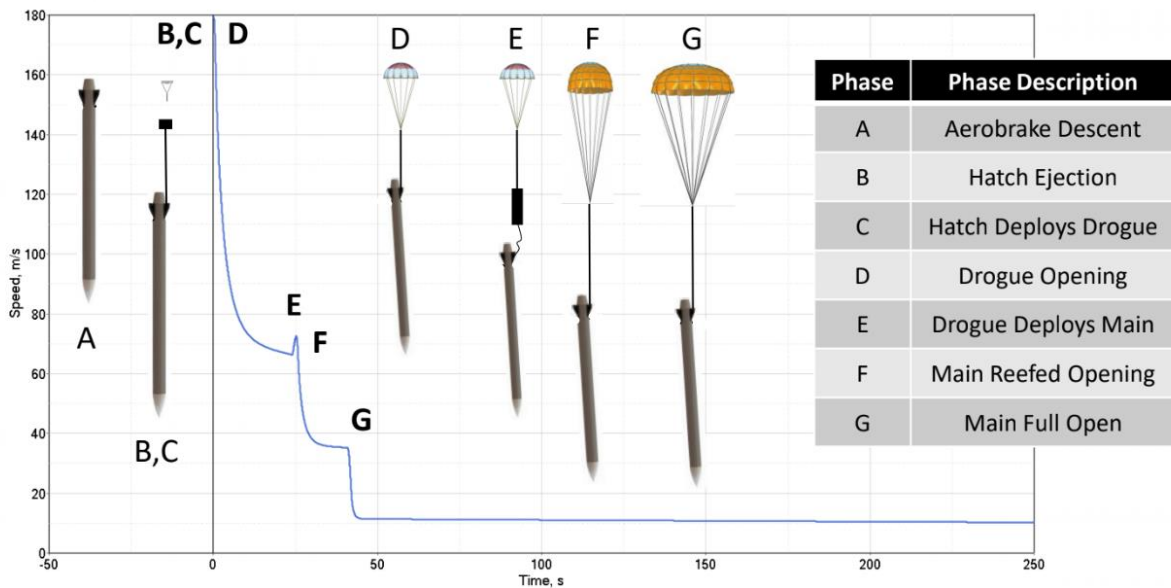 180
160
140
120
100
80
60
40
20
0
Speed, m/s
-50
0
50
100
150
200
250
Time, s
B,C D
E
F
G
A
B,C
D
E
F
G
Phase Phase Description
A Aerobrake Descent
B Hatch Ejection
C Hatch Deploys Drogue
D Drogue Opening
E Drogue Deploys Main
F Main Reefed Opening
G Main Full Open